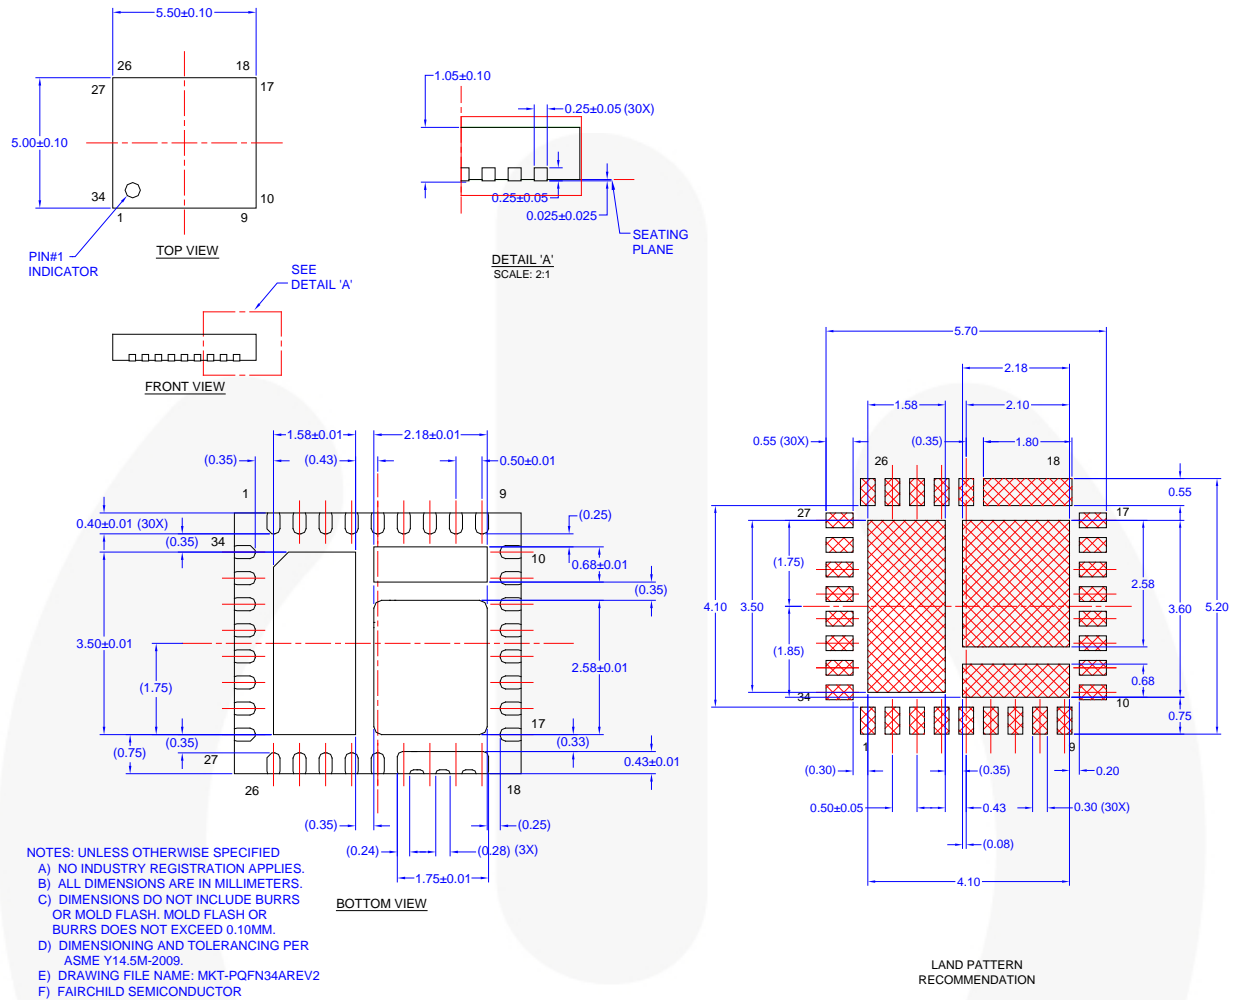 5.50±0.10
26
18
27
17
5.00±0.10
34
10
1
9
PIN#1
INDICATOR
TOP VIEW
1.05±0.10
0.25±0.05 (30X)
0.25±0.05
0.025±0.025
SEATING
PLANE
DETAIL 'A'
SCALE: 2:1
SEE
DETAIL 'A'
FRONT VIEW
1.58±0.01
2.18±0.01
(0.35)
(0.43)
0.50±0.01
1
9
0.40±0.01 (30X)
(0.25)
34
(0.35)
10
0.68±0.01
(0.35)
3.50±0.01
2.58±0.01
(1.75)
17
(0.35)
(0.33)
(0.75)
27
0.43±0.01
26
18
(0.35)
(0.25)
(0.24)
(0.28) (3X)
1.75±0.01
BOTTOM VIEW
5.70
2.18
1.58
2.10
0.55 (30X)
(0.35)
1.80
26
18
0.55
27
17
(1.75)
2.58
4.10
3.50
3.60
5.20
(1.85)
0.68
34
10
0.75
1
9
(0.30)
(0.35)
0.20
0.50±0.05
0.43
0.30 (30X)
(0.08)
4.10
LAND PATTERN
RECOMMENDATION
NOTES: UNLESS OTHERWISE SPECIFIED
A) NO INDUSTRY REGISTRATION APPLIES.
B) ALL DIMENSIONS ARE IN MILLIMETERS.
C) DIMENSIONS DO NOT INCLUDE BURRS
OR MOLD FLASH. MOLD FLASH OR
BURRS DOES NOT EXCEED 0.10MM.
D) DIMENSIONING AND TOLERANCING PER
ASME Y14.5M-2009.
E) DRAWING FILE NAME: MKT-PQFN34AREV2
F) FAIRCHILD SEMICONDUCTOR